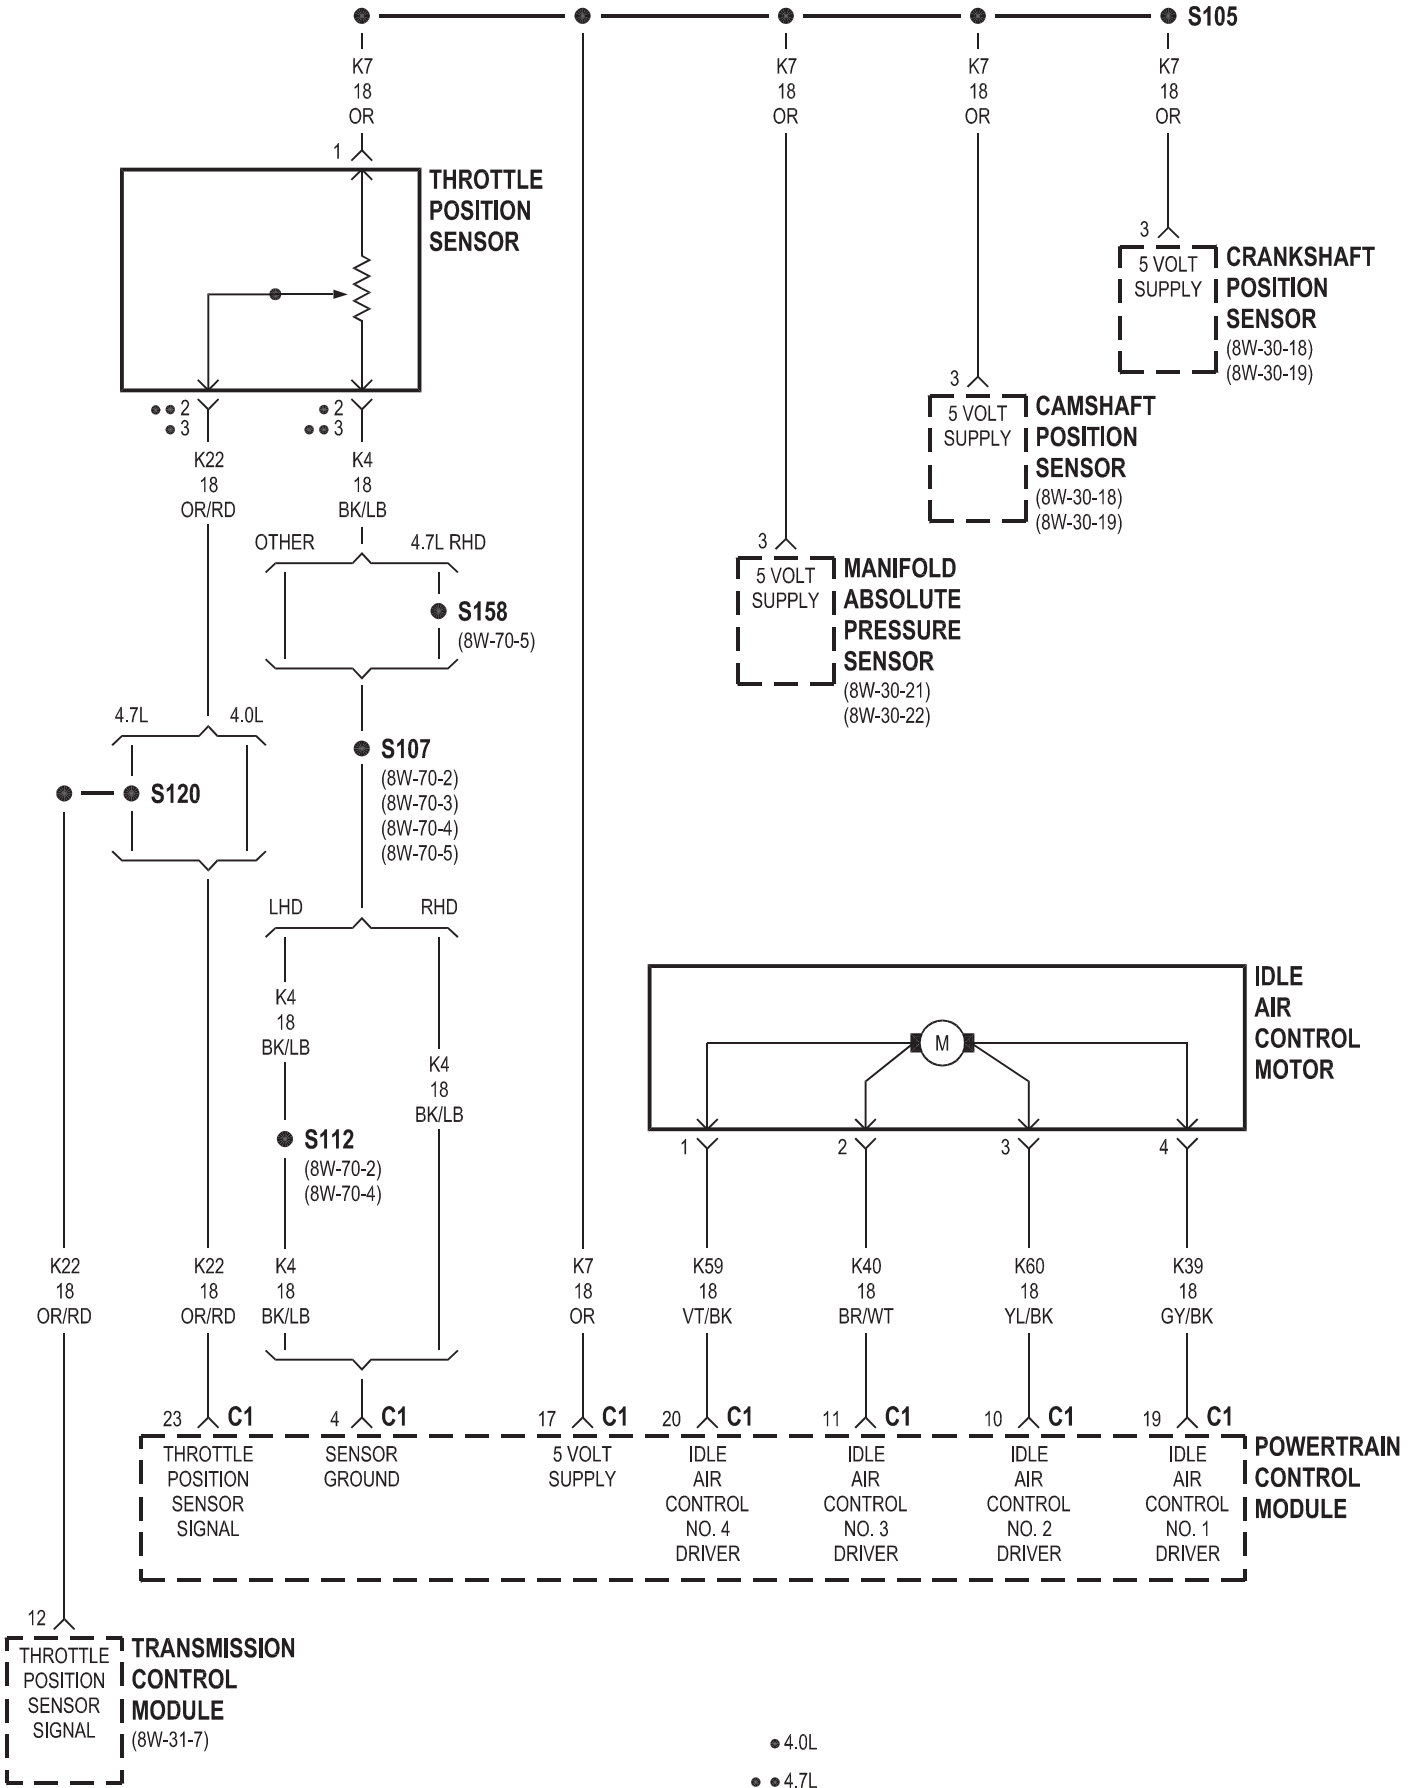 S105
K7
18
OR
K7
18
OR
K7
18
OR
K7
18
OR
1
THROTTLE
POSITION
SENSOR
3
5 VOLT
SUPPLY
CRANKSHAFT
POSITION
SENSOR
(8W-30-18)
(8W-30-19)
3
5 VOLT
SUPPLY
CAMSHAFT
POSITION
SENSOR
(8W-30-18)
(8W-30-19)
2
3
2
3
K22
18
OR/RD
K4
18
BK/LB
OTHER
4.7L RHD
S158
(8W-70-5)
3
5 VOLT
SUPPLY
MANIFOLD
ABSOLUTE
PRESSURE
SENSOR
(8W-30-21)
(8W-30-22)
4.7L
4.0L
S120
S107
(8W-70-2)
(8W-70-3)
(8W-70-4)
(8W-70-5)
LHD
RHD
K4
18
BK/LB
K4
18
BK/LB
S112
(8W-70-2)
(8W-70-4)
IDLE
AIR
CONTROL
MOTOR
M
1
2
3
4
K22
18
OR/RD
K22
18
OR/RD
K4
18
BK/LB
K7
18
OR
K59
18
VT/BK
K40
18
BR/WT
K60
18
YL/BK
K39
18
GY/BK
23 C1
4 C1
17 C1
20 C1
11 C1
10 C1
19 C1
THROTTLE
POSITION
SENSOR
SIGNAL
SENSOR
GROUND
5 VOLT
SUPPLY
IDLE
AIR
CONTROL
NO. 4
DRIVER
IDLE
AIR
CONTROL
NO. 3
DRIVER
IDLE
AIR
CONTROL
NO. 2
DRIVER
IDLE
AIR
CONTROL
NO. 1
DRIVER
POWERTRAIN
CONTROL
MODULE
12
THROTTLE
POSITION
SENSOR
SIGNAL
TRANSMISSION
CONTROL
MODULE
(8W-31-7)
4.0L
4.7L